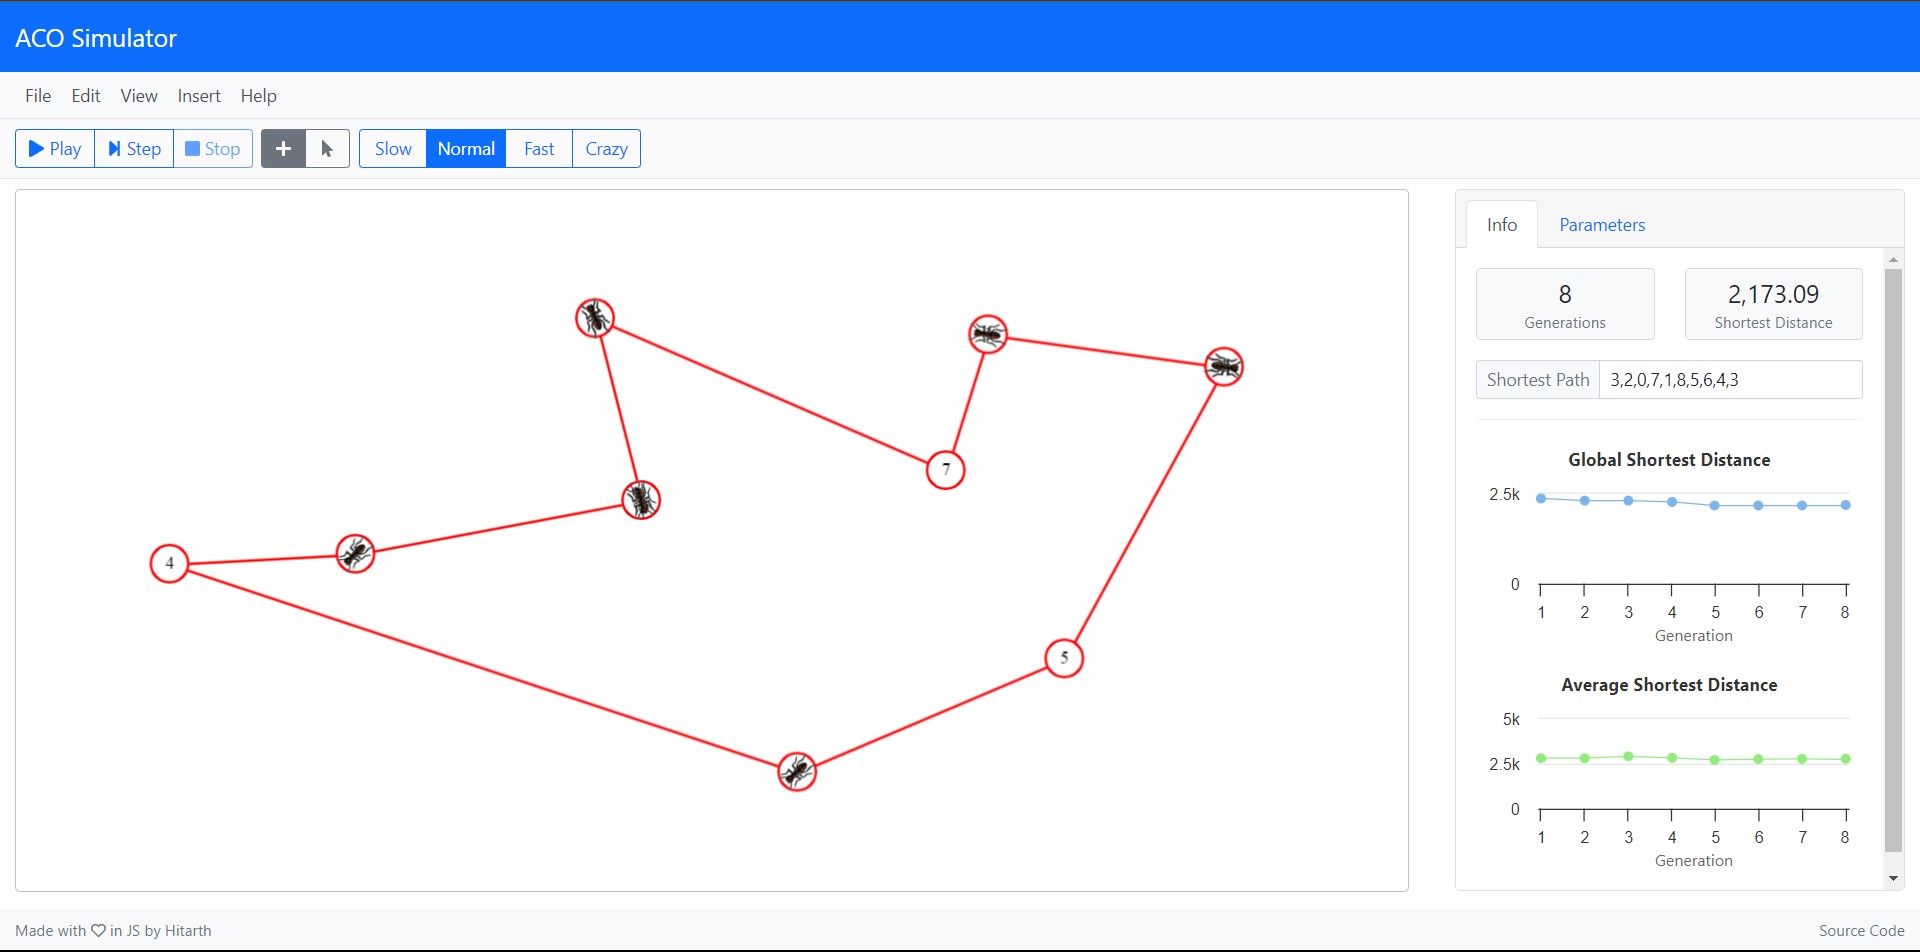 ACO Simulator
File Edit View Insert Help
Play Step Stop Slow Normal Fast Crazy
7
4
5
Info Parameters
8
Generations
2,173.09
Shortest Distance
Shortest Path 3,2,0,7,1,8,5,6,4,3
Global Shortest Distance
2.5k
0
1 2 3 4 5 6 7 8
Generation
Average Shortest Distance
5k
2.5k
0
1 2 3 4 5 6 7 8
Generation
Made with ♡ in JS by Hitarth
Source Code